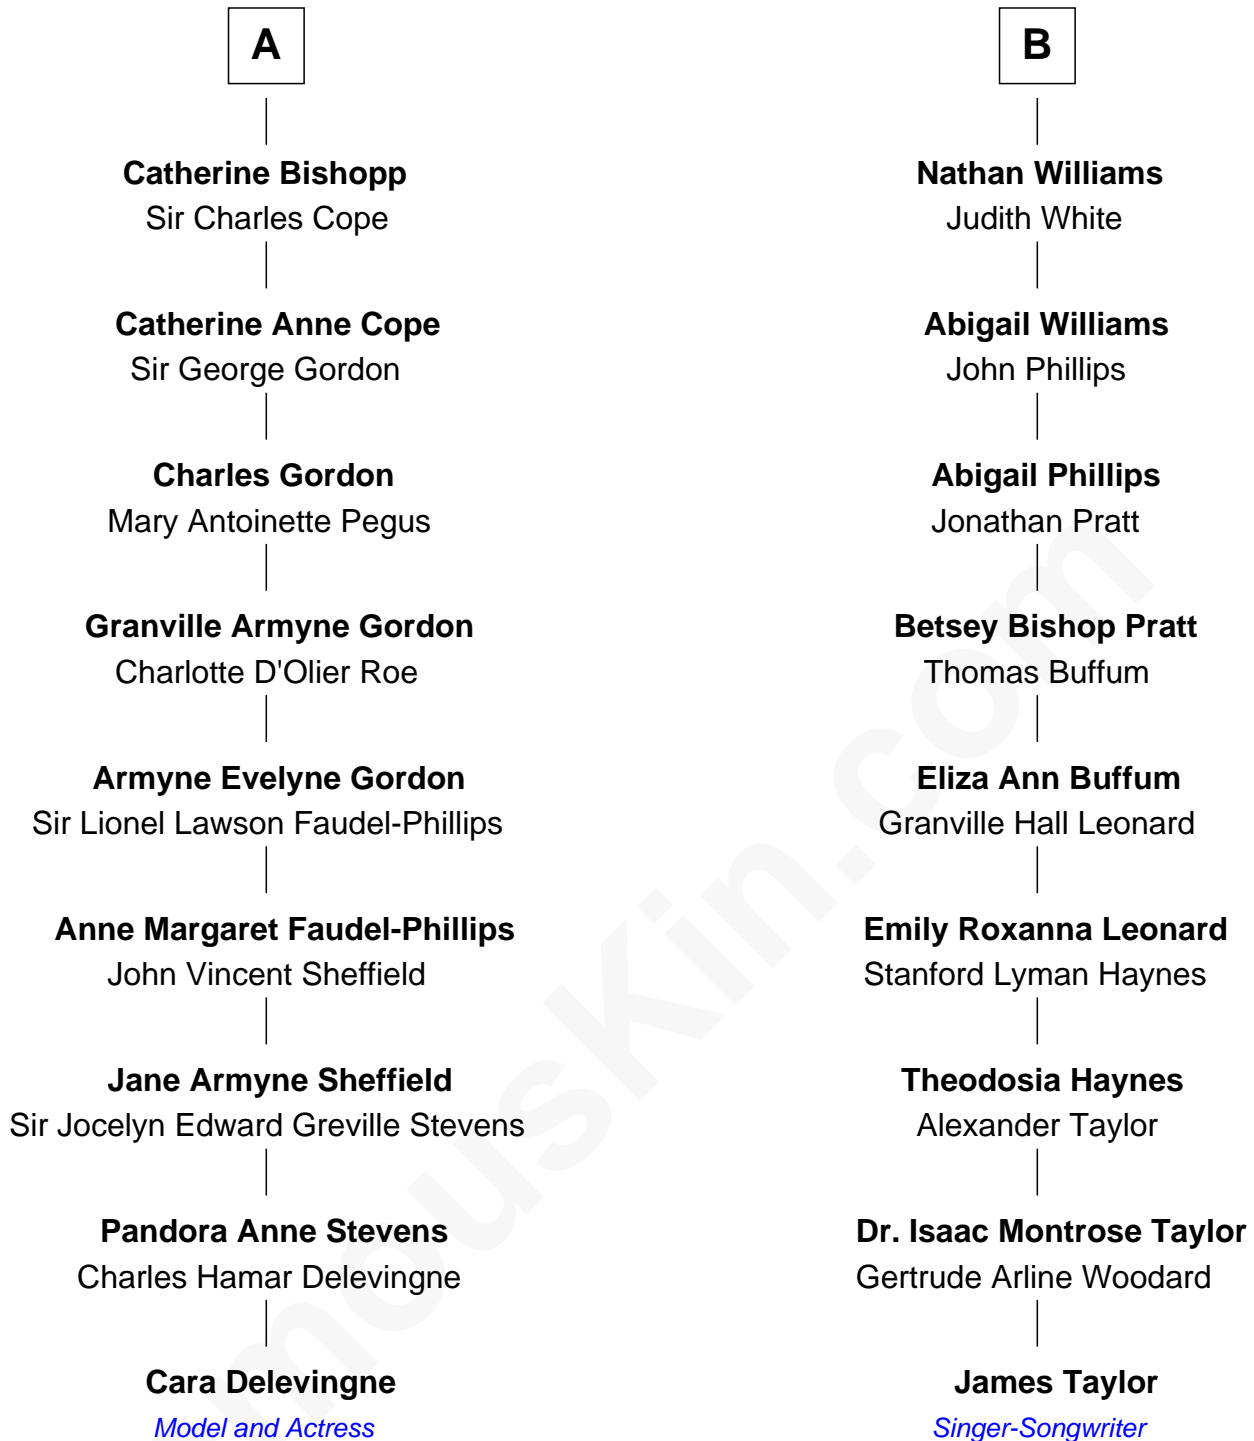 A
Catherine Bishopp
Sir Charles Cope
Catherine Anne Cope
Sir George Gordon
Charles Gordon
Mary Antoinette Pegus
Granville Armyne Gordon
Charlotte D'Olier Roe
Armyne Evelyne Gordon
Sir Lionel Lawson Faudel-Phillips
Anne Margaret Faudel-Phillips
John Vincent Sheffield
Jane Armyne Sheffield
Sir Jocelyn Edward Greville Stevens
Pandora Anne Stevens
Charles Hamar Delevingne
Cara Delevingne
Model and Actress
B
Nathan Williams
Judith White
Abigail Williams
John Phillips
Abigail Phillips
Jonathan Pratt
Betsey Bishop Pratt
Thomas Buffum
Eliza Ann Buffum
Granville Hall Leonard
Emily Roxanna Leonard
Stanford Lyman Haynes
Theodosia Haynes
Alexander Taylor
Dr. Isaac Montrose Taylor
Gertrude Arline Woodard
James Taylor
Singer-Songwriter
mousKin.com